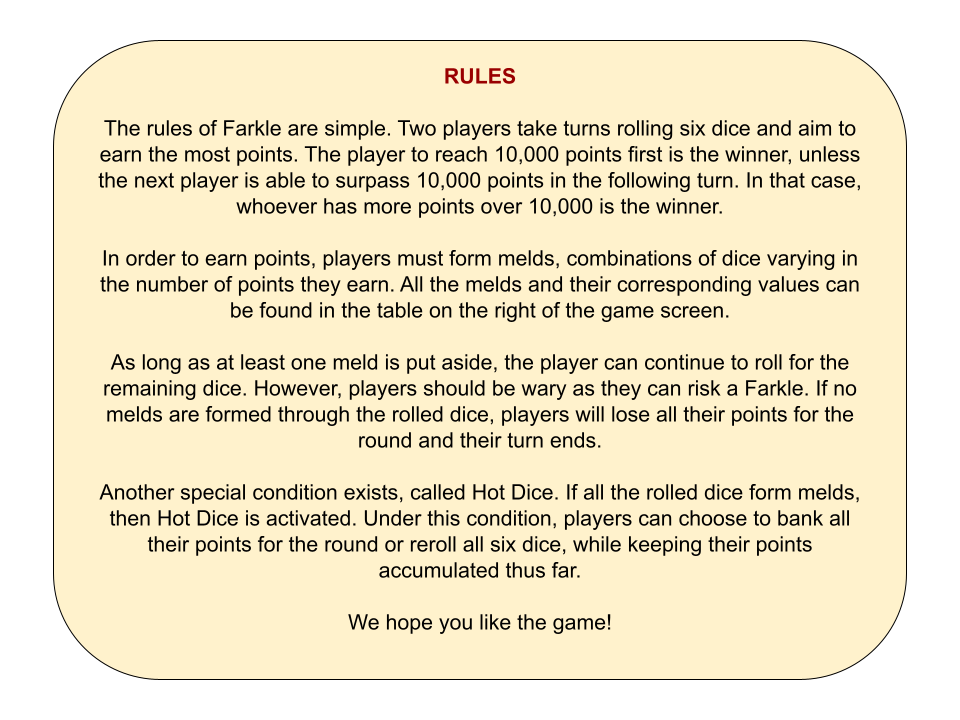 RULES
The rules of Farkle are simple. Two players take turns rolling six dice and aim to
earn the most points. The player to reach 10,000 points first is the winner, unless
the next player is able to surpass 10,000 points in the following turn. In that case,
whoever has more points over 10,000 is the winner.
In order to earn points, players must form melds, combinations of dice varying in
the number of points they earn. All the melds and their corresponding values can
be found in the table on the right of the game screen.
As long as at least one meld is put aside, the player can continue to roll for the
remaining dice. However, players should be wary as they can risk a Farkle. If no
melds are formed through the rolled dice, players will lose all their points for the
round and their turn ends.
Another special condition exists, called Hot Dice. If all the rolled dice form melds,
then Hot Dice is activated. Under this condition, players can choose to bank all
their points for the round or reroll all six dice, while keeping their points
accumulated thus far.
We hope you like the game!